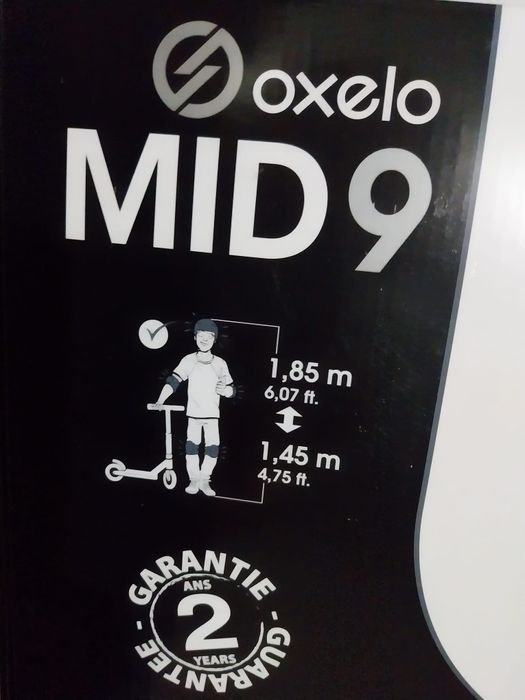 oxelo
MID 9
1,85 m
6,07 ft.
1,45 m
4,75 ft.
GARANTIE -
ANS
2
YEARS
GUARANTEE -